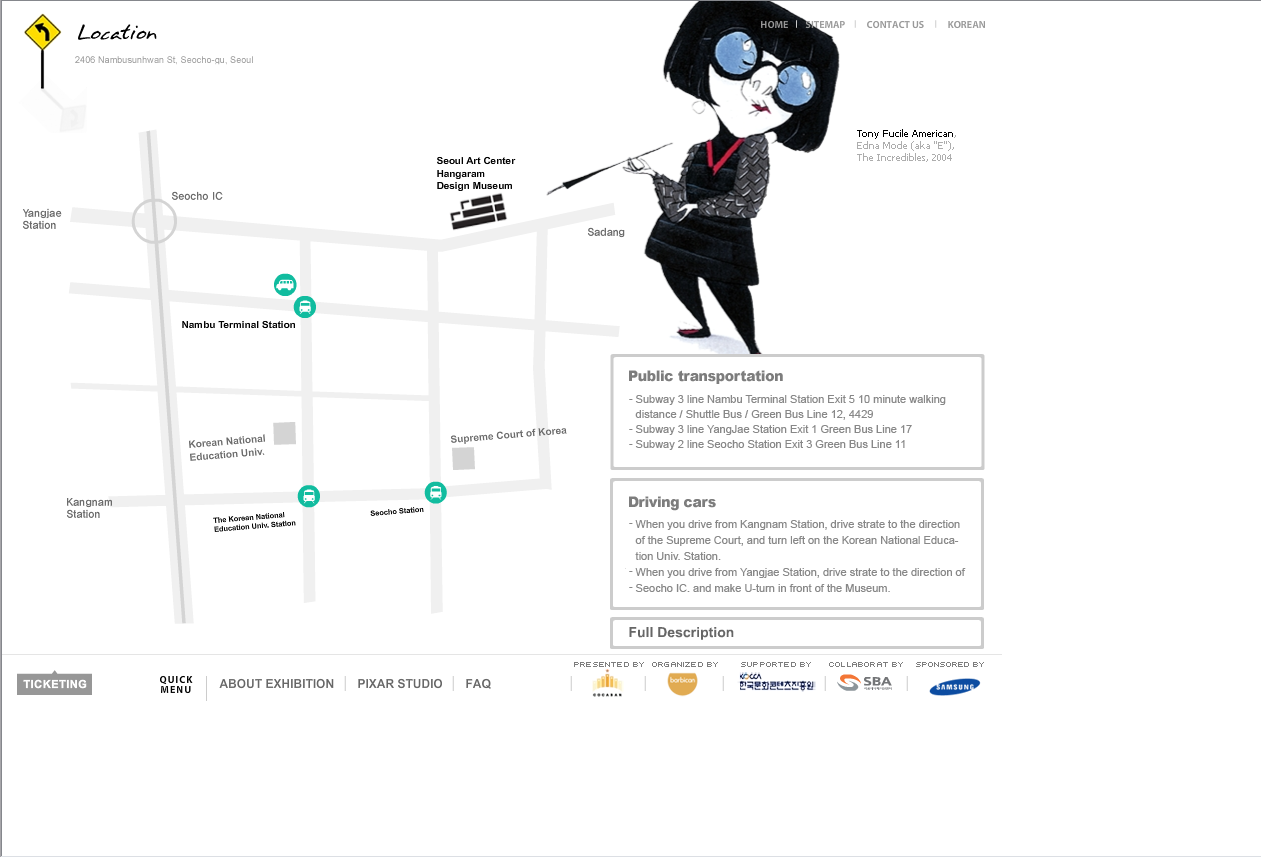 Location
2406 Nambusunhwan St, Seocho-gu, Seoul
HOME
SITEMAP
CONTACT US
KOREAN
Tony Fucile American,
Edna Mode (aka "E"),
The Incredibles, 2004
Seoul Art Center
Hangaram
Design Museum
Seocho IC
Yangjae
Station
Sadang
Nambu Terminal Station
Korean National
Education Univ.
Supreme Court of Korea
Kangnam
Station
The Korean National
Education Univ. Station
Seocho Station
Public transportation
- Subway 3 line Nambu Terminal Station Exit 5 10 minute walking
distance / Shuttle Bus / Green Bus Line 12, 4429
- Subway 3 line YangJae Station Exit 1 Green Bus Line 17
- Subway 2 line Seocho Station Exit 3 Green Bus Line 11
Driving cars
- When you drive from Kangnam Station, drive strate to the direction
of the Supreme Court, and turn left on the Korean National Educa-
tion Univ. Station.
- When you drive from Yangjae Station, drive strate to the direction of
- Seocho IC. and make U-turn in front of the Museum.
Full Description
TICKETING
QUICK
MENU
ABOUT EXHIBITION
PIXAR STUDIO
FAQ
PRESENTED BY
ORGANIZED BY
SUPPORTED BY
COLLABORAT BY
SPONSORED BY
COCABAN
barbican
KOCCA
한국문화콘텐츠진흥원
SBA
SAMSUNG